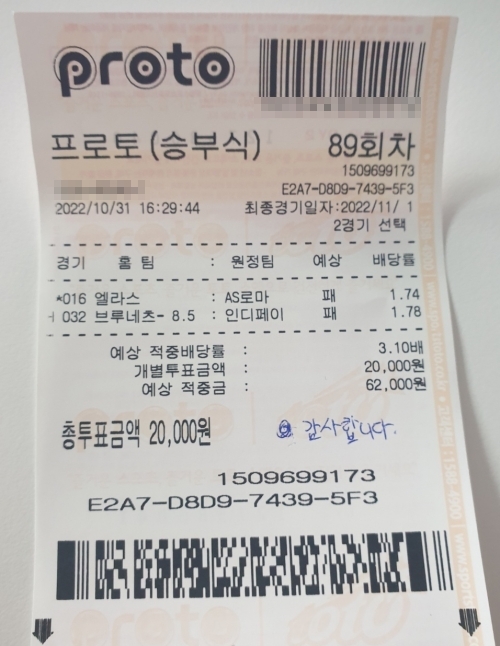 proto
프로토(승부식) 89회차
1509699173
E2A7-D8D9-7439-5F3
2022/10/31 16:29:44 최종경기일자:2022/11/ 1
2경기 선택
경기 홈 팀 : 원정팀 예상 배당률
*016 엘라스 : AS로마 패 1.74
H 032 브루네츠- 8.5 : 인디페이 패 1.78
예상 적중배당률 : 3.10배
개별투표금액 : 20,000원
예상 적중금 : 62,000원
총투표금액 20,000원 감사합니다.
1509699173
E2A7-D8D9-7439-5F3